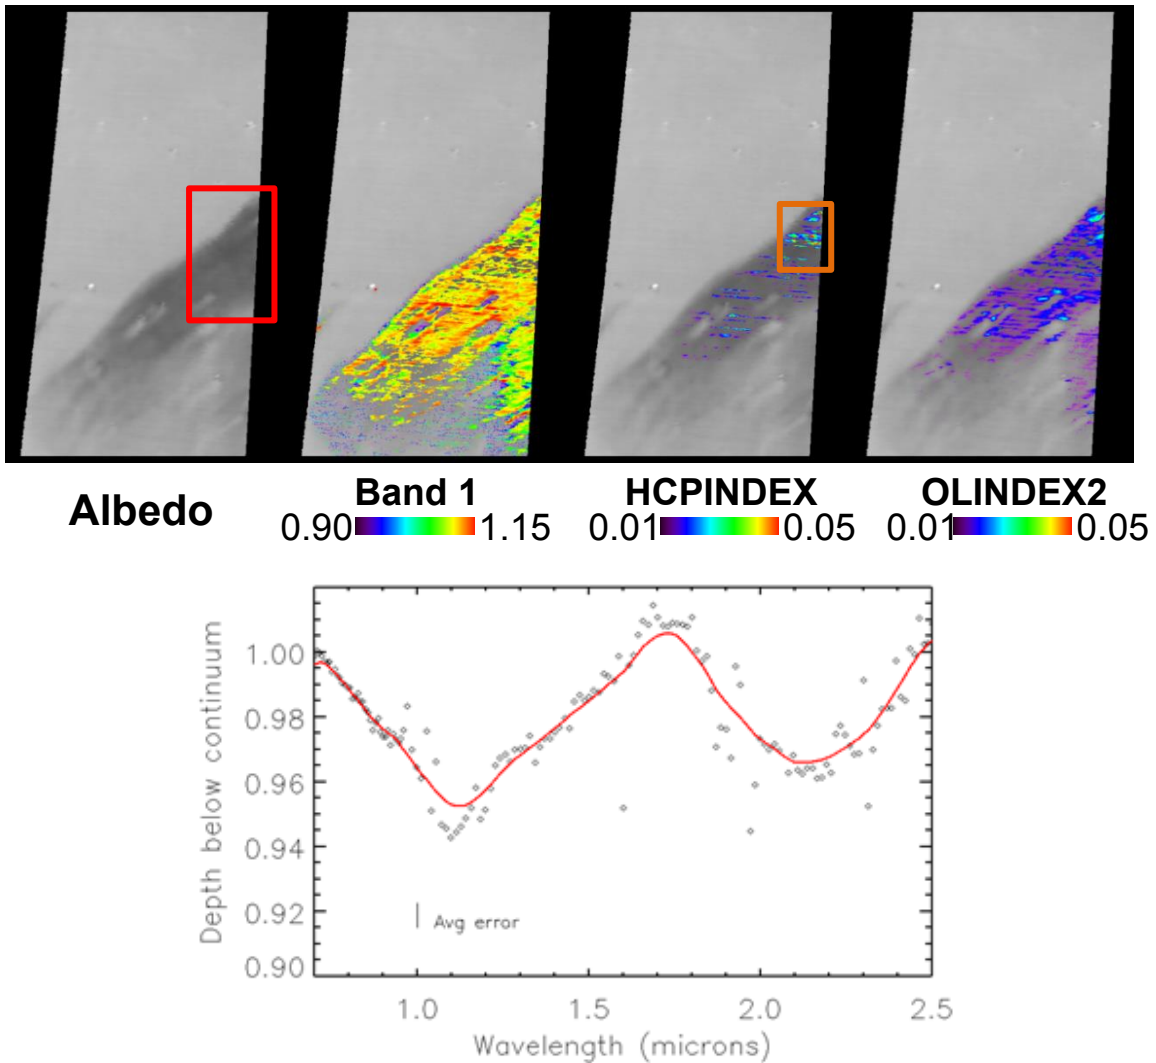 Albedo
Band 1
0.90 1.15
HCPINDEX
0.01 0.05
OLINDEX2
0.01 0.05
Depth below continuum
1.00
0.98
0.96
0.94
0.92
0.90
Avg error
1.0 1.5 2.0 2.5
Wavelength (microns)